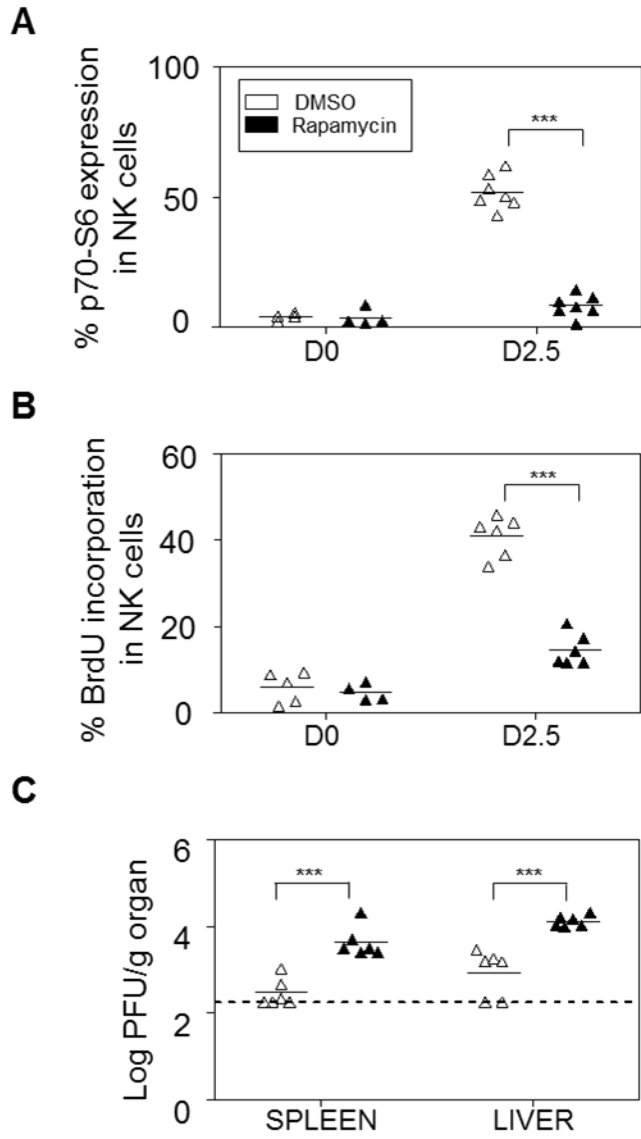 A
% p70-S6 expression
in NK cells
100
50
0
DMSO
Rapamycin
***
D0
D2.5
B
% BrdU incorporation
in NK cells
60
40
20
0
***
D0
D2.5
C
Log PFU/g organ
6
4
2
0
***
***
SPLEEN
LIVER